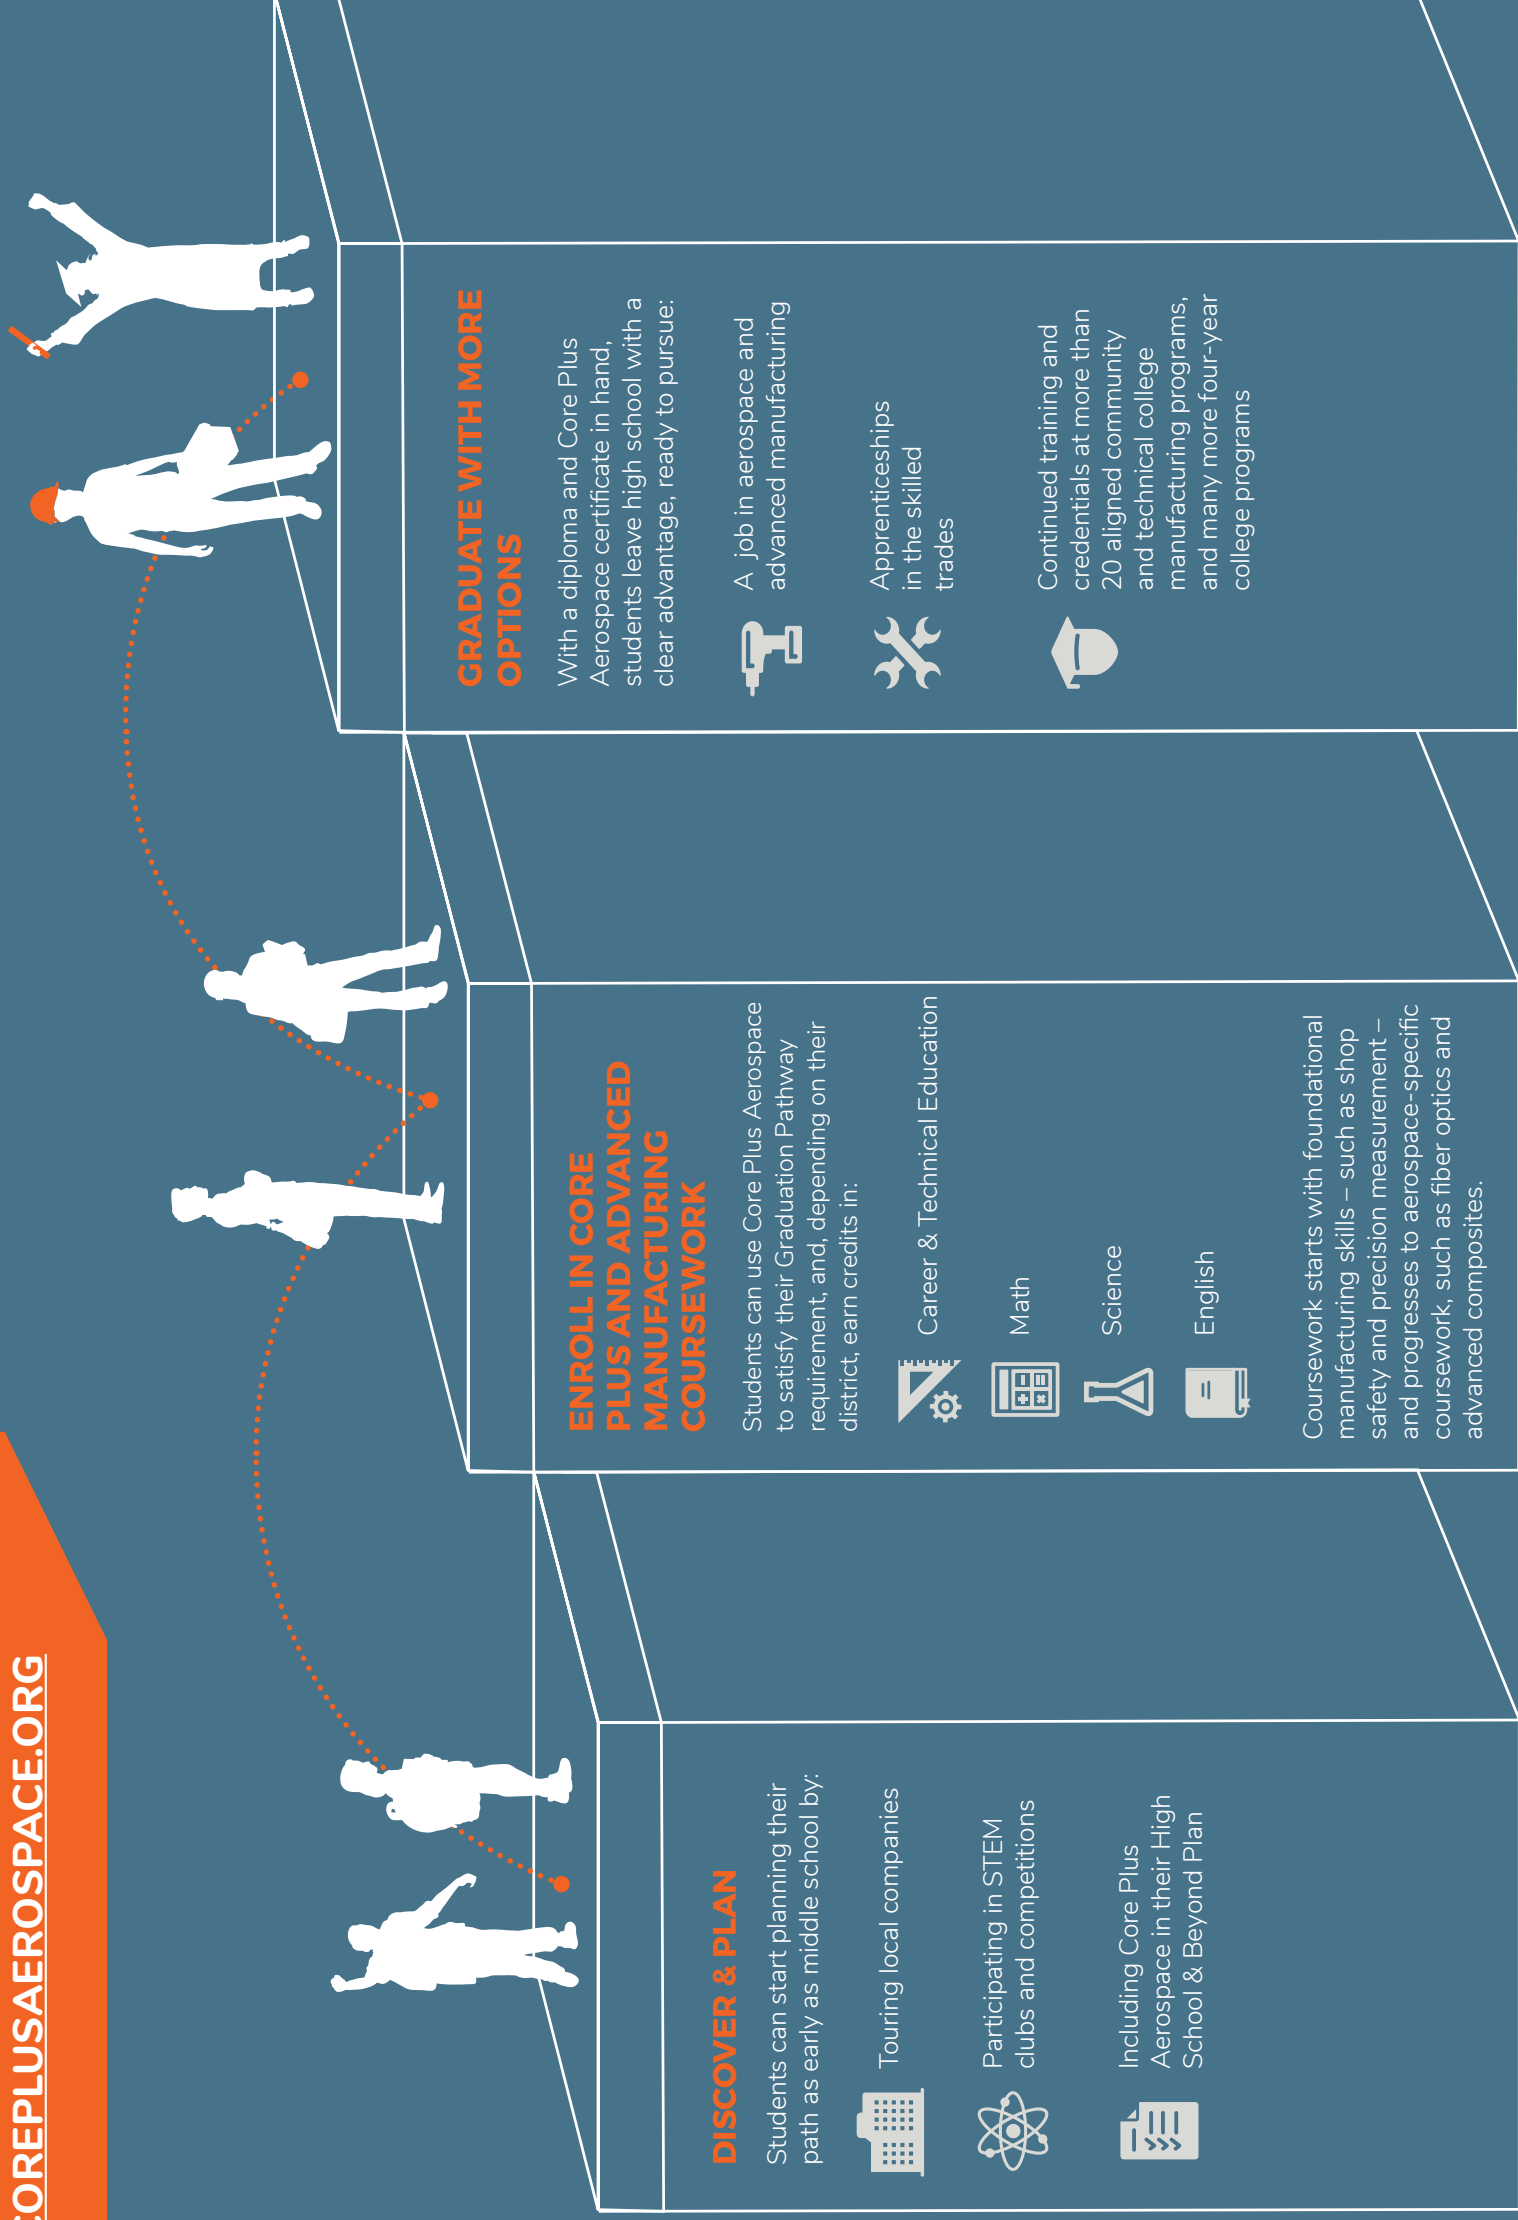 COREPLUSAEROSPACE.ORG
DISCOVER & PLAN
Students can start planning their
path as early as middle school by:
Touring local companies
Participating in STEM
clubs and competitions
Including Core Plus
Aerospace in their High
School & Beyond Plan
ENROLL IN CORE
PLUS AND ADVANCED
MANUFACTURING
COURSEWORK
Students can use Core Plus Aerospace
to satisfy their Graduation Pathway
requirement, and, depending on their
district, earn credits in:
Career & Technical Education
Math
Science
English
Coursework starts with foundational
manufacturing skills – such as shop
safety and precision measurement –
and progresses to aerospace-specific
coursework, such as fiber optics and
advanced composites.
GRADUATE WITH MORE
OPTIONS
With a diploma and Core Plus
Aerospace certificate in hand,
students leave high school with a
clear advantage, ready to pursue:
A job in aerospace and
advanced manufacturing
Apprenticeships
in the skilled
trades
Continued training and
credentials at more than
20 aligned community
and technical college
manufacturing programs,
and many more four-year
college programs